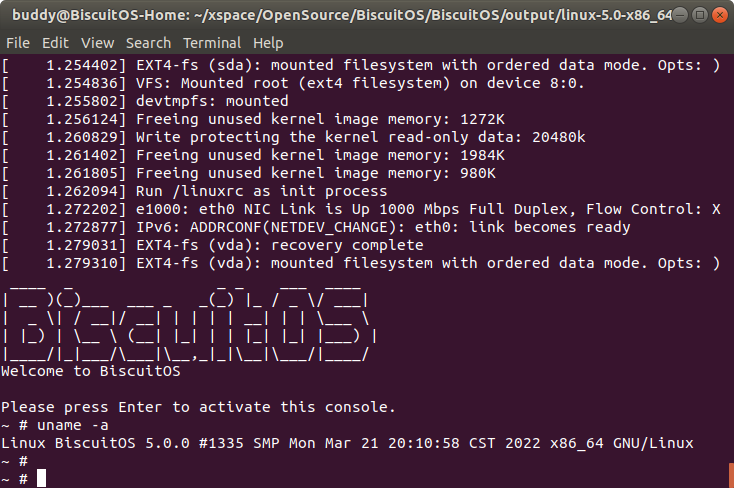 buddy@BiscuitOS-Home: ~/xspace/OpenSource/BiscuitOS/BiscuitOS/output/linux-5.0-x86_64
File Edit View Search Terminal Help
[    1.254402] EXT4-fs (sda): mounted filesystem with ordered data mode. Opts: )
[    1.254836] VFS: Mounted root (ext4 filesystem) on device 8:0.
[    1.255802] devtmpfs: mounted
[    1.256124] Freeing unused kernel image memory: 1272K
[    1.260829] Write protecting the kernel read-only data: 20480k
[    1.261402] Freeing unused kernel image memory: 1984K
[    1.261805] Freeing unused kernel image memory: 980K
[    1.262094] Run /linuxrc as init process
[    1.272202] e1000: eth0 NIC Link is Up 1000 Mbps Full Duplex, Flow Control: X
[    1.272877] IPv6: ADDRCONF(NETDEV_CHANGE): eth0: link becomes ready
[    1.279031] EXT4-fs (vda): recovery complete
[    1.279310] EXT4-fs (vda): mounted filesystem with ordered data mode. Opts: )
BiscuitOS
Welcome to BiscuitOS
Please press Enter to activate this console.
~ # uname -a
Linux BiscuitOS 5.0.0 #1335 SMP Mon Mar 21 20:10:58 CST 2022 x86_64 GNU/Linux
~ #
~ #